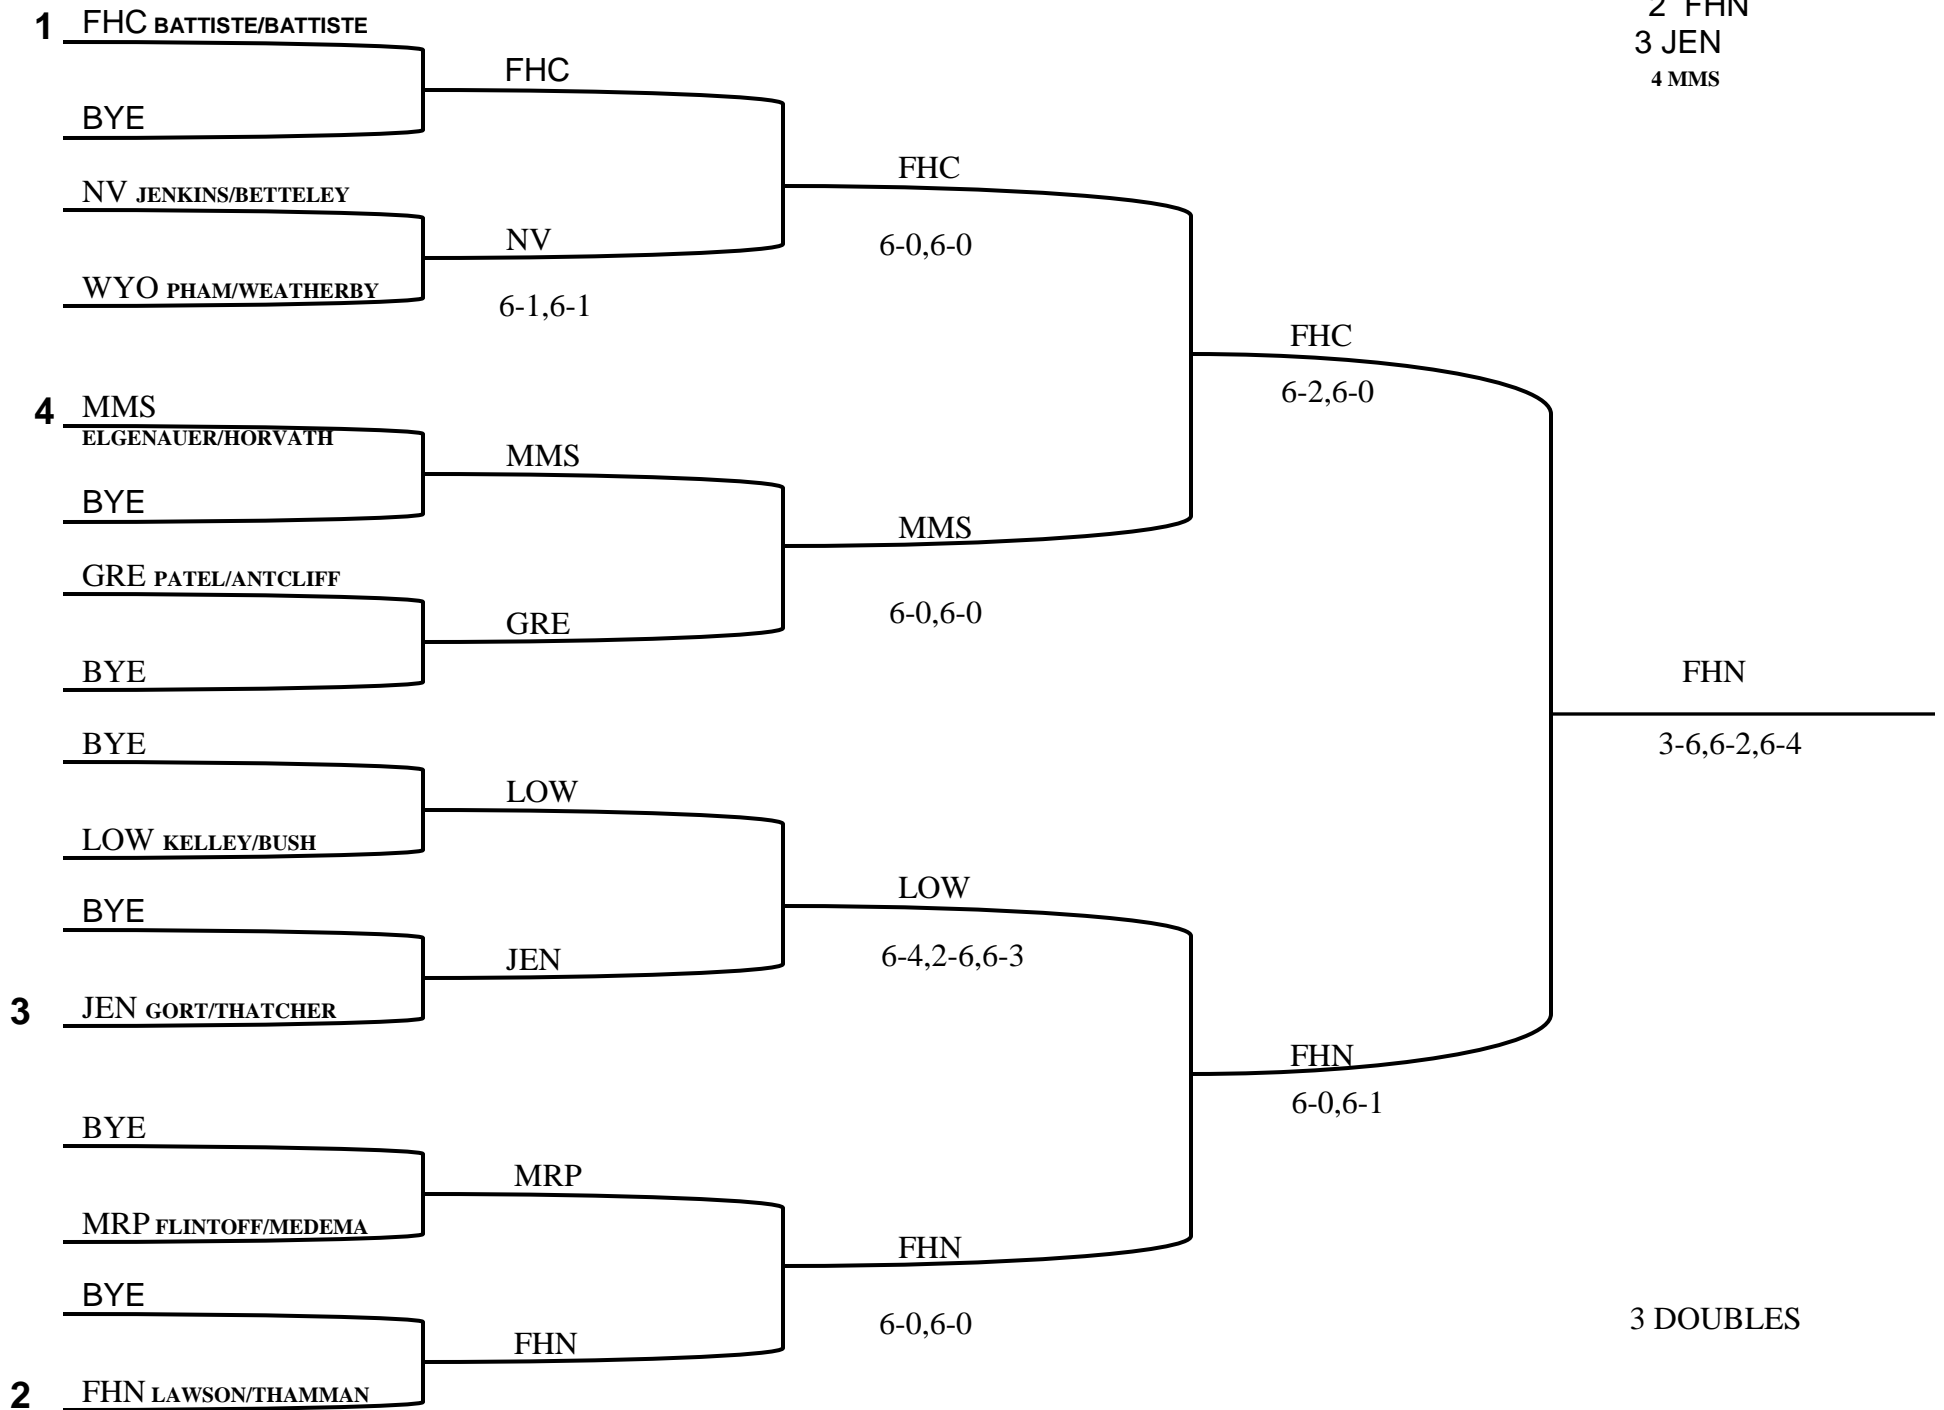 1 FHC BATTISTE/BATTISTE
BYE
NV JENKINS/BETTELEY
WYO PHAM/WEATHERBY
4 MMS
ELGENAUER/HORVATH
BYE
GRE PATEL/ANTCLIFF
BYE
BYE
LOW KELLEY/BUSH
BYE
3 JEN GORT/THATCHER
BYE
MRP FLINTOFF/MEDEMA
BYE
2 FHN LAWSON/THAMMAN
FHC
NV
6-1,6-1
MMS
GRE
LOW
JEN
MRP
FHN
FHC
6-0,6-0
MMS
6-0,6-0
LOW
6-4,2-6,6-3
FHN
6-0,6-0
FHC
6-2,6-0
FHN
6-0,6-1
2 FHN
3 JEN
4 MMS
FHN
3-6,6-2,6-4
3 DOUBLES